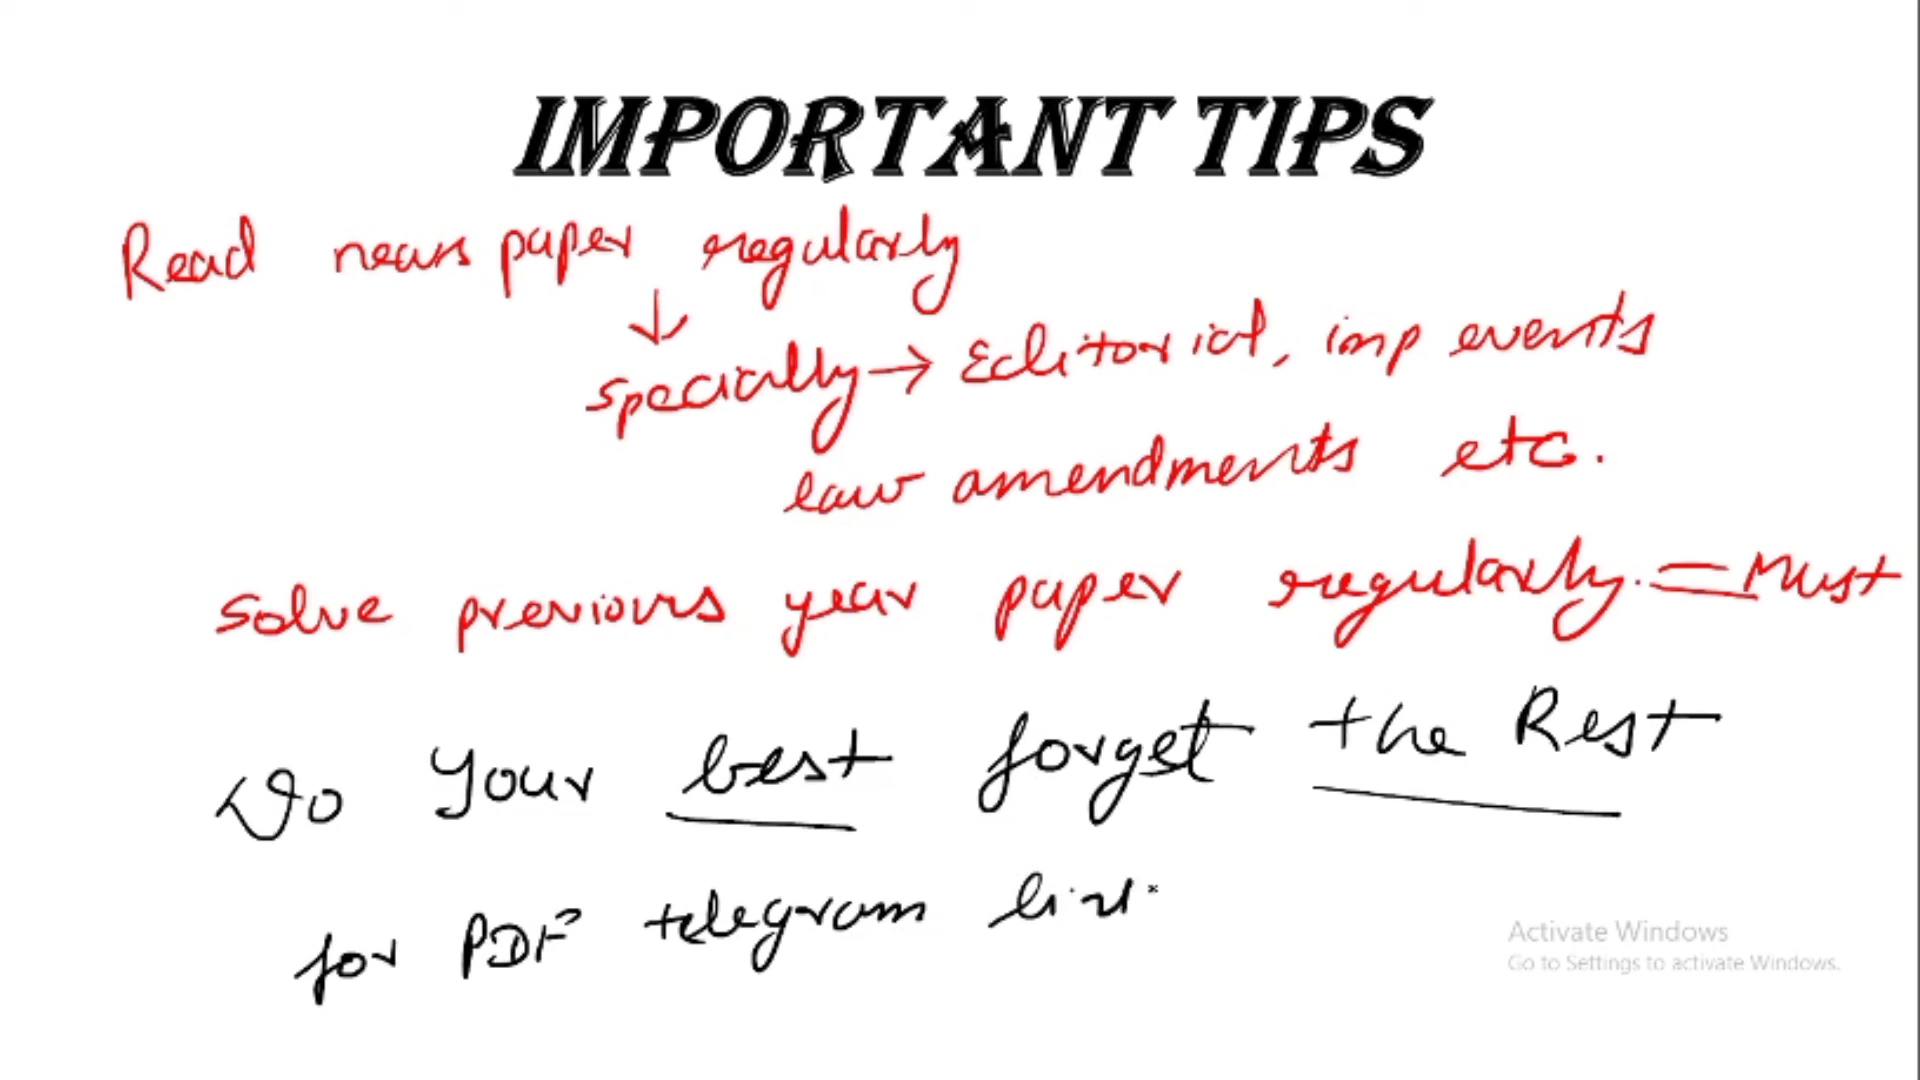 IMPORTANT TIPS
Read news paper regularly
↓
specially → Editorial, imp events
law amendments etc.
solve previous year paper regularly. = Must
Do your best forget the Rest
for PDF telegram
Activate Windows
Go to Settings to activate Windows.